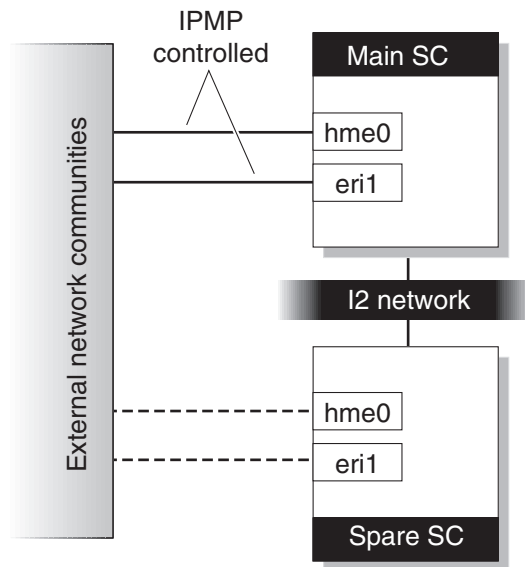 IPMP
controlled
Main SC
hme0
eri1
External network communities
I2 network
hme0
eri1
Spare SC